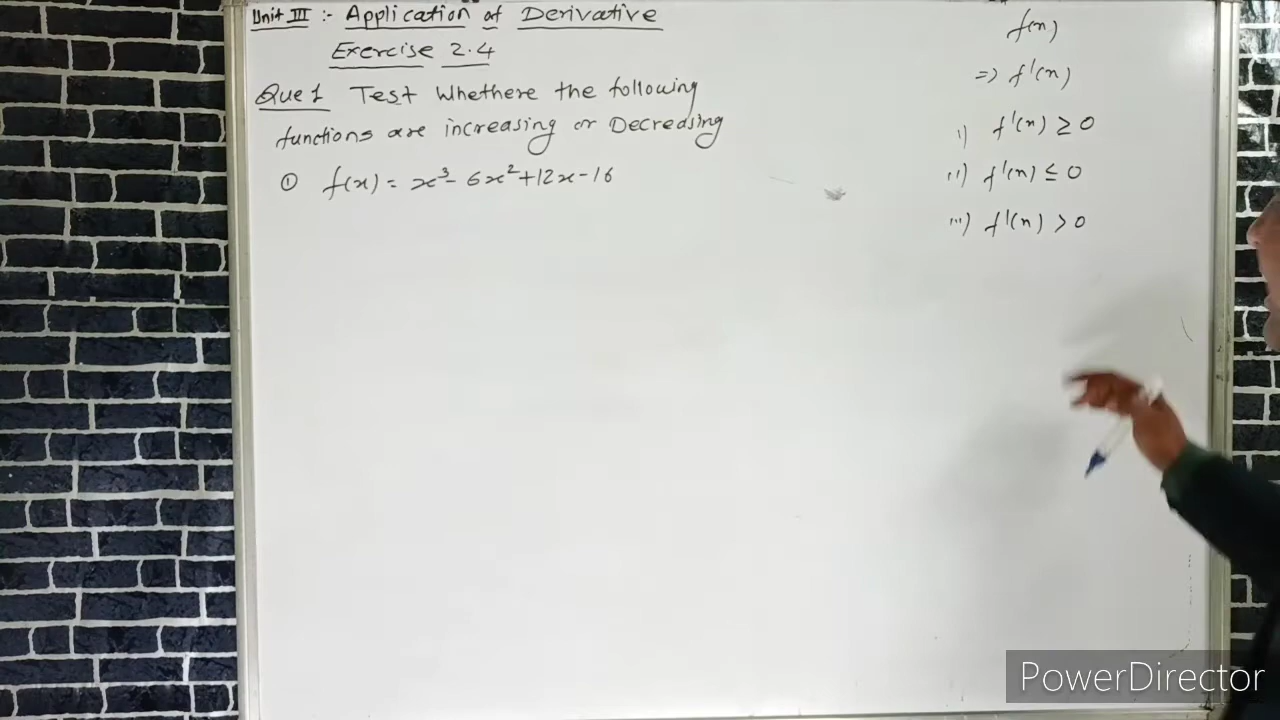 Unit III :- Application of Derivative
Exercise 2.4
Que 1 Test Whethere the following
functions are increasing or Decreasing
① f(x) = x³ - 6x² + 12x - 16
f(x)
=> f'(x)
i) f'(x) ≥ 0
ii) f'(x) ≤ 0
iii) f'(x) > 0
PowerDirector